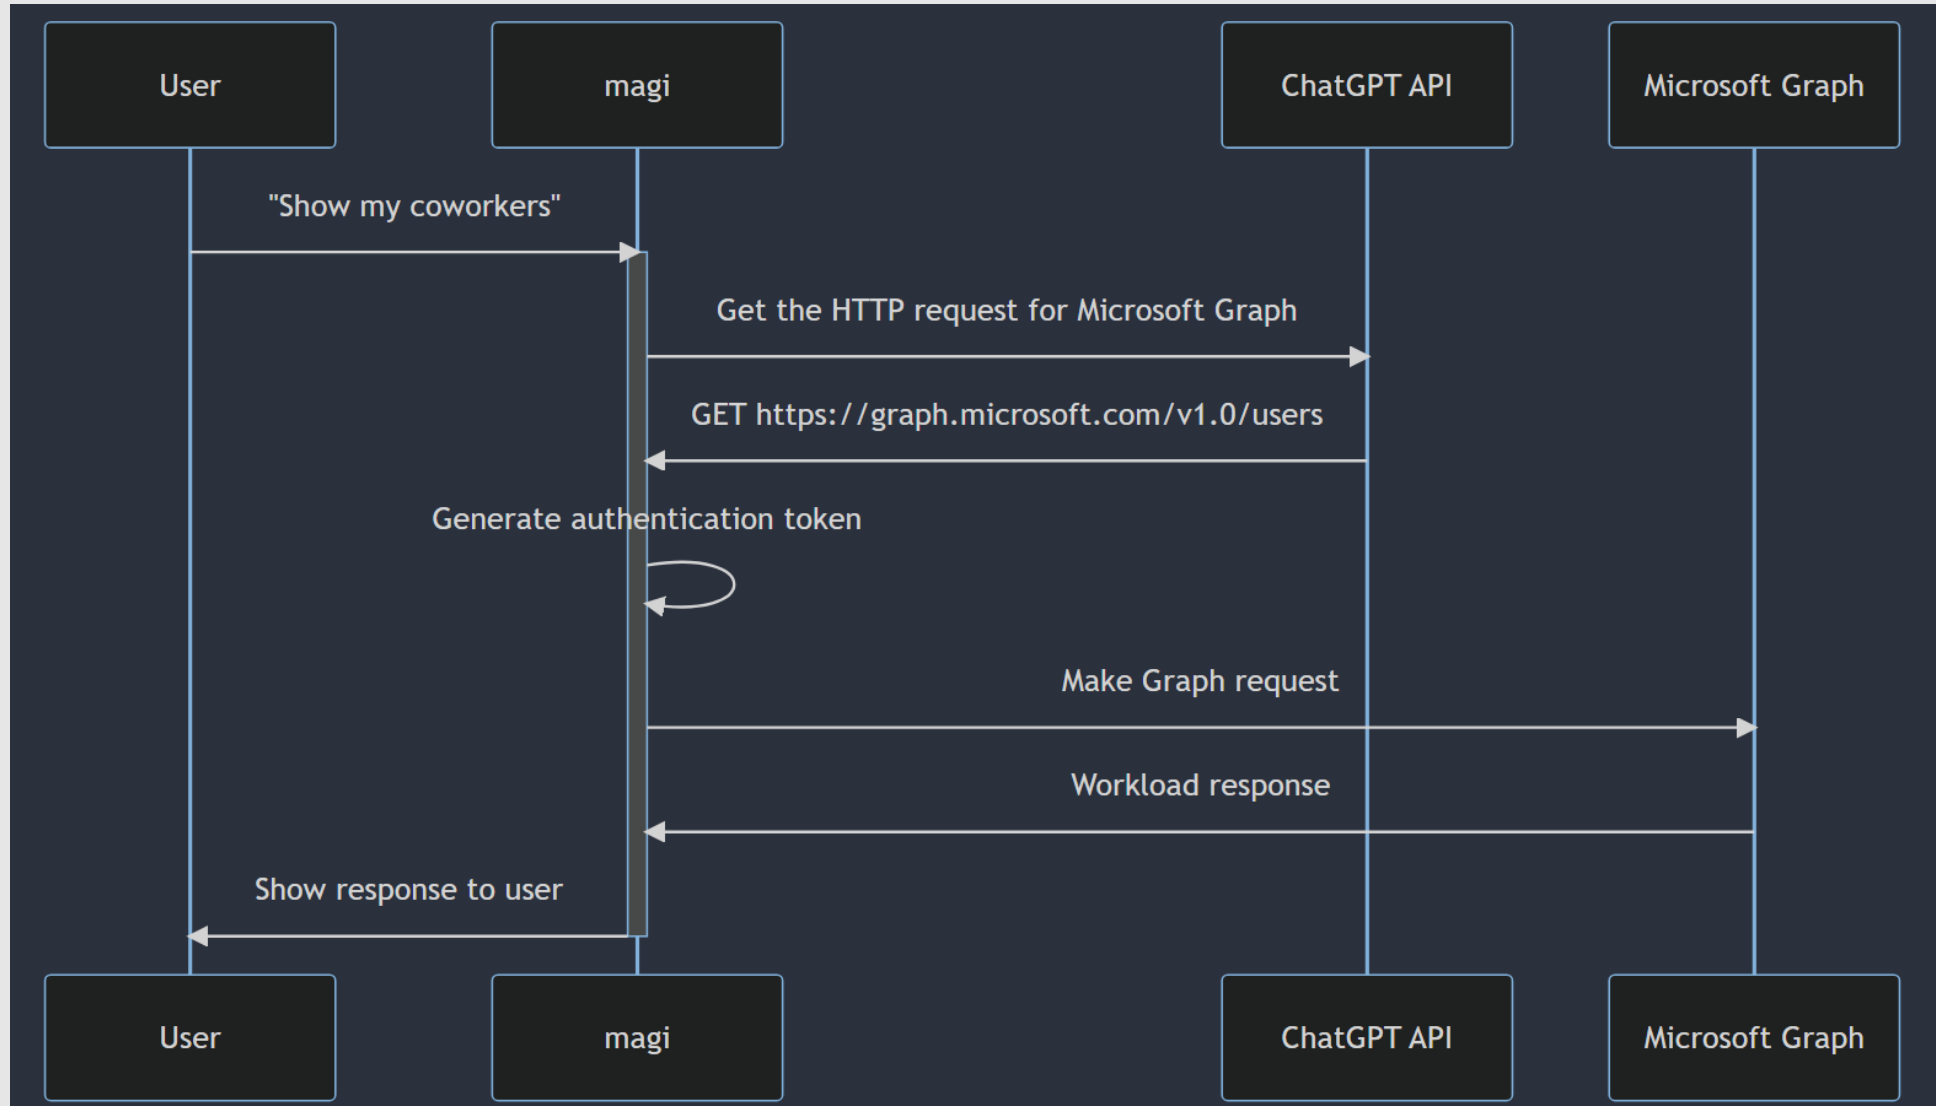 User
magi
ChatGPT API
Microsoft Graph
"Show my coworkers"
Get the HTTP request for Microsoft Graph
GET https://graph.microsoft.com/v1.0/users
Generate authentication token
Make Graph request
Workload response
Show response to user
User
magi
ChatGPT API
Microsoft Graph